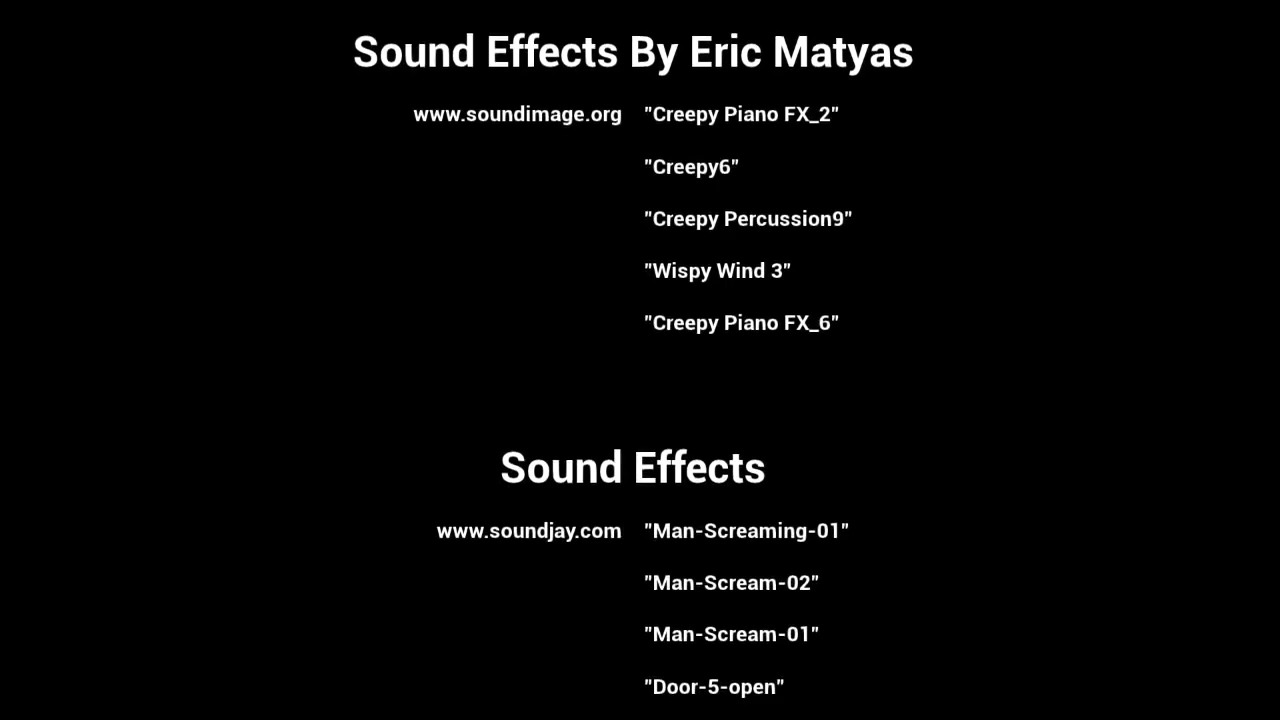 Sound Effects By Eric Matyas
www.soundimage.org "Creepy Piano FX_2"
"Creepy6"
"Creepy Percussion9"
"Wispy Wind 3"
"Creepy Piano FX_6"
Sound Effects
www.soundjay.com "Man-Screaming-01"
"Man-Scream-02"
"Man-Scream-01"
"Door-5-open"